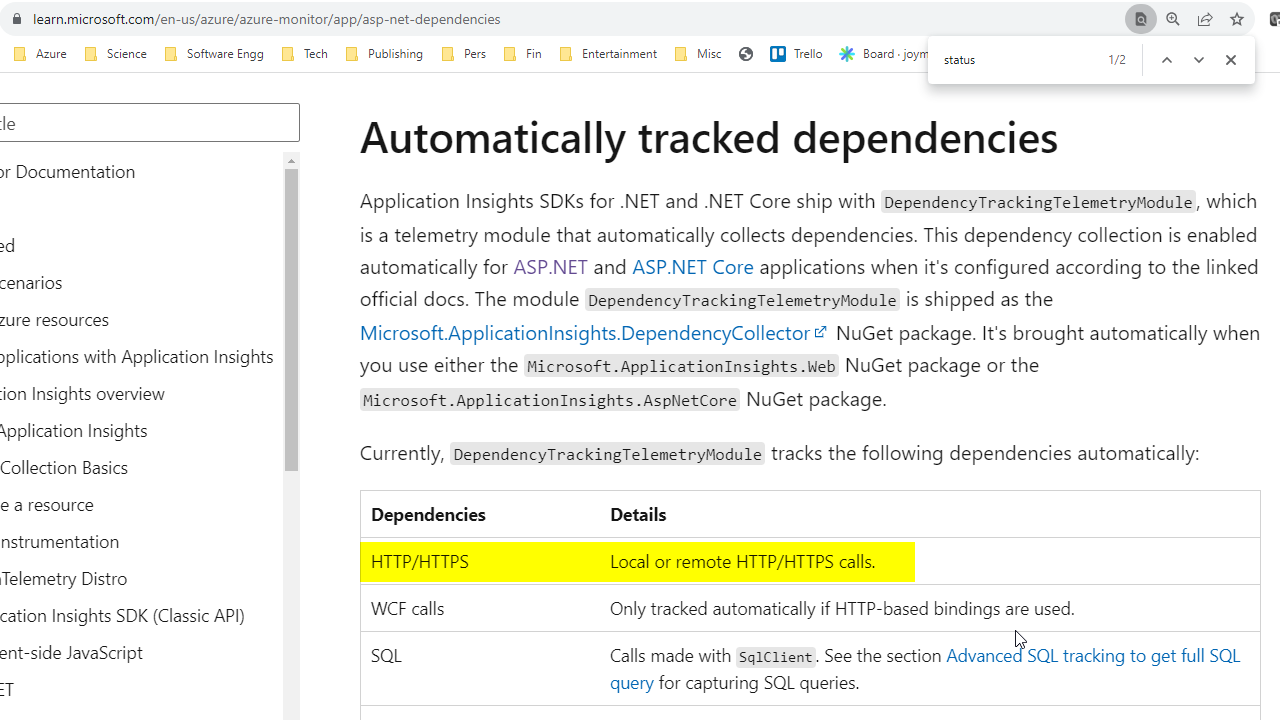 learn.microsoft.com/en-us/azure/azure-monitor/app/asp-net-dependencies
Azure Science Software Engg Tech Publishing Pers Fin Entertainment Misc Trello Board · joym
status 1/2
tle
or Documentation
ed
cenarios
zure resources
pplications with Application Insights
tion Insights overview
Application Insights
Collection Basics
e a resource
nstrumentation
nTelemetry Distro
ication Insights SDK (Classic API)
ent-side JavaScript
ET
Automatically tracked dependencies
Application Insights SDKs for .NET and .NET Core ship with DependencyTrackingTelemetryModule, which
is a telemetry module that automatically collects dependencies. This dependency collection is enabled
automatically for ASP.NET and ASP.NET Core applications when it's configured according to the linked
official docs. The module DependencyTrackingTelemetryModule is shipped as the
Microsoft.ApplicationInsights.DependencyCollector NuGet package. It's brought automatically when
you use either the Microsoft.ApplicationInsights.Web NuGet package or the
Microsoft.ApplicationInsights.AspNetCore NuGet package.
Currently, DependencyTrackingTelemetryModule tracks the following dependencies automatically:
Dependencies Details
HTTP/HTTPS Local or remote HTTP/HTTPS calls.
WCF calls Only tracked automatically if HTTP-based bindings are used.
SQL Calls made with SqlClient. See the section Advanced SQL tracking to get full SQL
query for capturing SQL queries.